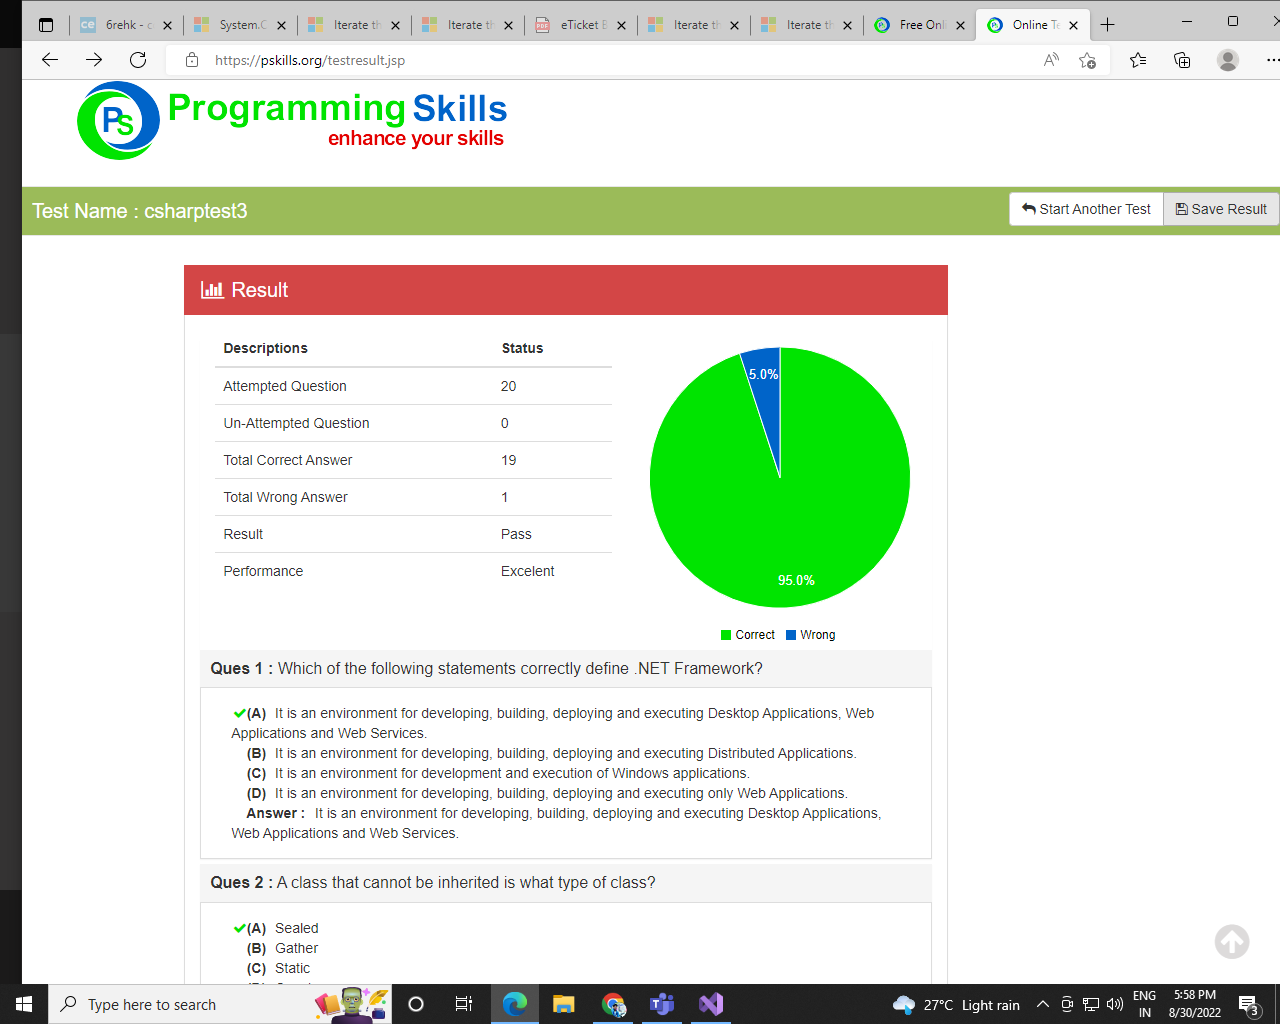 6rehk - c
System.C
Iterate th
Iterate th
eTicket B
Iterate th
Iterate th
Free Onl
Online Te
https://pskills.org/testresult.jsp
PS
Programming Skills
enhance your skills
Test Name : csharptest3
Start Another Test
Save Result
Result
Descriptions Status
Attempted Question 20
Un-Attempted Question 0
Total Correct Answer 19
Total Wrong Answer 1
Result Pass
Performance Excelent
5.0%
95.0%
Correct Wrong
Ques 1 : Which of the following statements correctly define .NET Framework?
(A) It is an environment for developing, building, deploying and executing Desktop Applications, Web
Applications and Web Services.
(B) It is an environment for developing, building, deploying and executing Distributed Applications.
(C) It is an environment for development and execution of Windows applications.
(D) It is an environment for developing, building, deploying and executing only Web Applications.
Answer : It is an environment for developing, building, deploying and executing Desktop Applications,
Web Applications and Web Services.
Ques 2 : A class that cannot be inherited is what type of class?
(A) Sealed
(B) Gather
(C) Static
Type here to search
27°C Light rain
ENG
IN
5:58 PM
8/30/2022
3